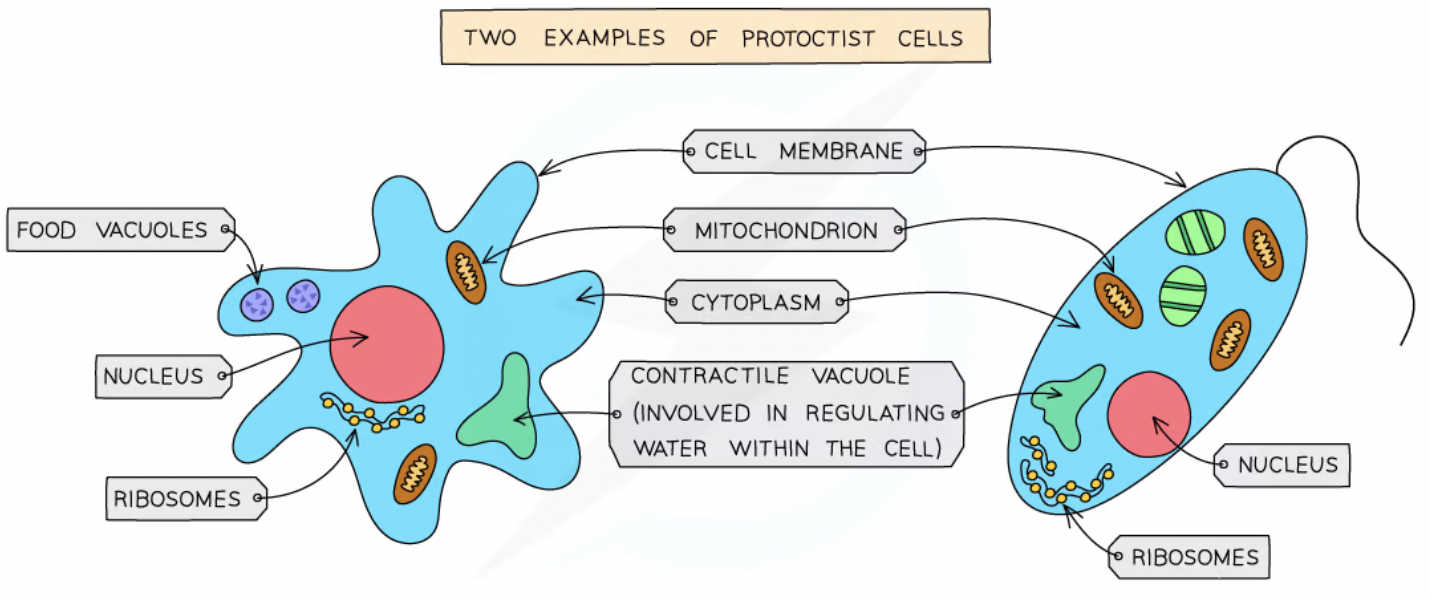 TWO EXAMPLES OF PROTOCTIST CELLS
CELL MEMBRANE
FOOD VACUOLES
MITOCHONDRION
CYTOPLASM
NUCLEUS
CONTRACTILE VACUOLE
(INVOLVED IN REGULATING
WATER WITHIN THE CELL)
NUCLEUS
RIBOSOMES
RIBOSOMES